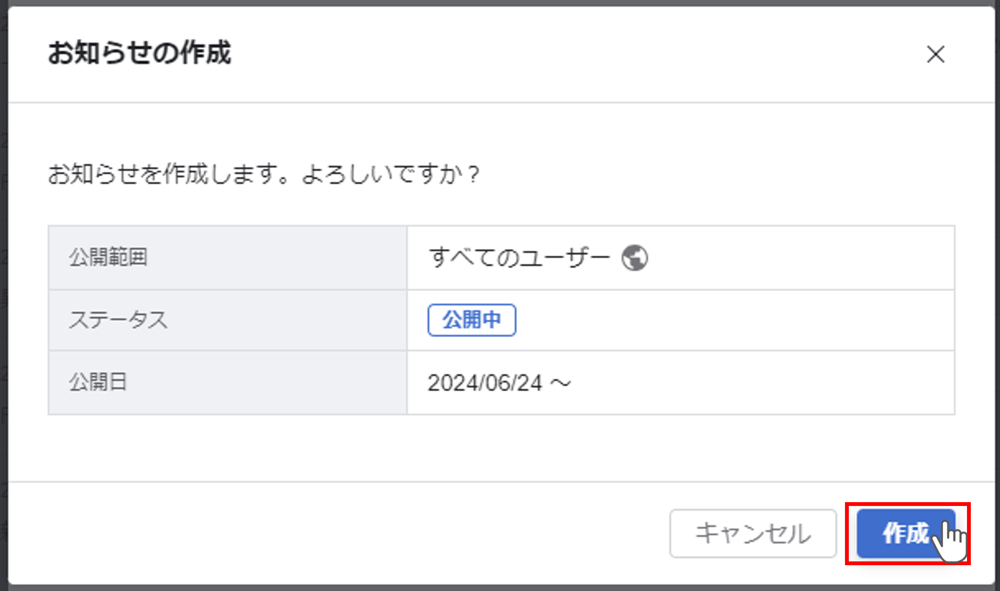 お知らせの作成
お知らせを作成します。よろしいですか？
公開範囲 すべてのユーザー
ステータス 公開中
公開日 2024/06/24 ～
キャンセル 作成